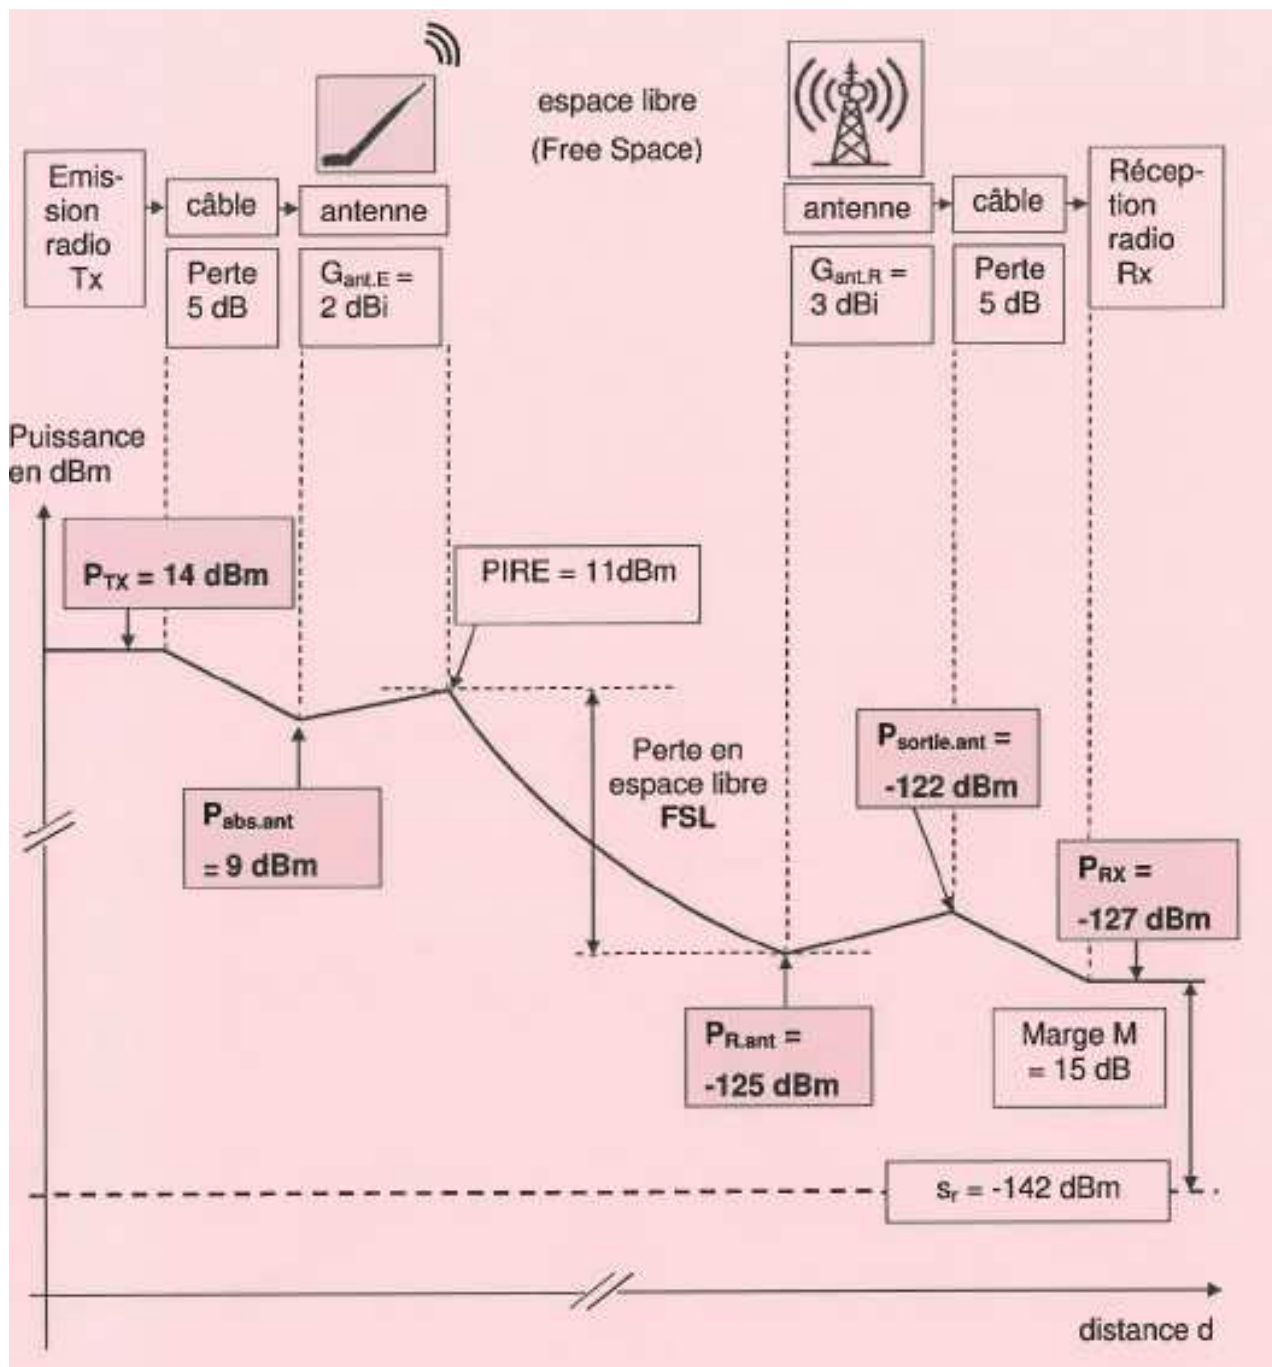 espace libre
(Free Space)
Emis-
sion
radio
Tx
câble
antenne
Perte
5 dB
Gant.E =
2 dBi
antenne
câble
Récep-
tion
radio
Rx
Gant.R =
3 dBi
Perte
5 dB
Puissance
en dBm
PTX = 14 dBm
PIRE = 11dBm
Pabs.ant
= 9 dBm
Perte en
espace libre
FSL
Psortie.ant =
-122 dBm
PRX =
-127 dBm
PR.ant =
-125 dBm
Marge M
= 15 dB
sr = -142 dBm
distance d